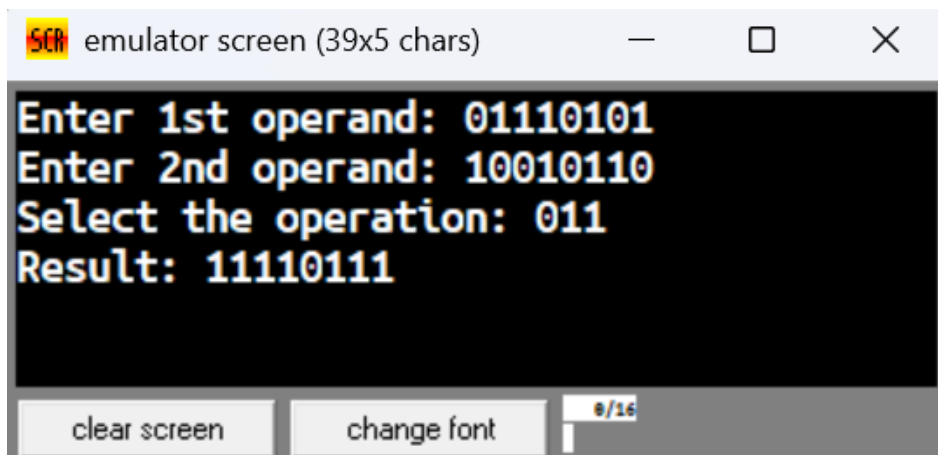 SCR emulator screen (39x5 chars)
Enter 1st operand: 01110101
Enter 2nd operand: 10010110
Select the operation: 011
Result: 11110111
clear screen change font 0/16